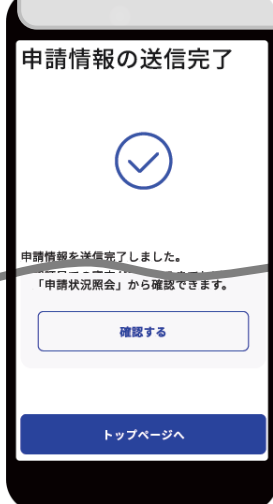 申請情報の送信完了
申請情報を送信完了しました。
「申請状況照会」から確認できます。
確認する
トップページへ